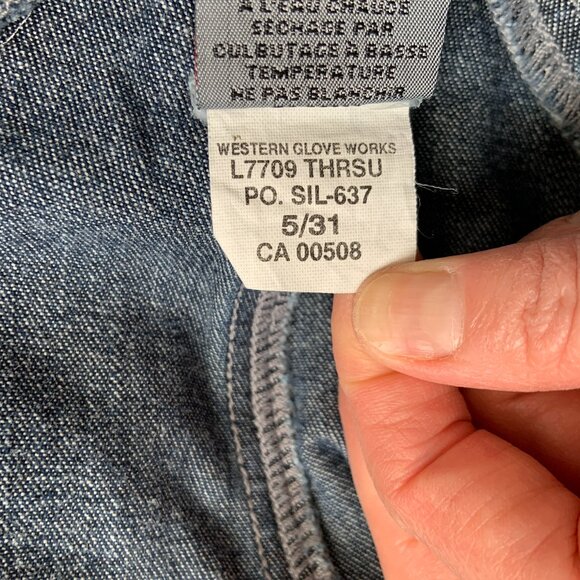 À L'EAU CHAUDE
SÉCHAGE PAR
CULBUTAGE À BASSE
TEMPÉRATURE
NE PAS BLANCHIR
WESTERN GLOVE WORKS
L7709 THRSU
PO. SIL-637
5/31
CA 00508